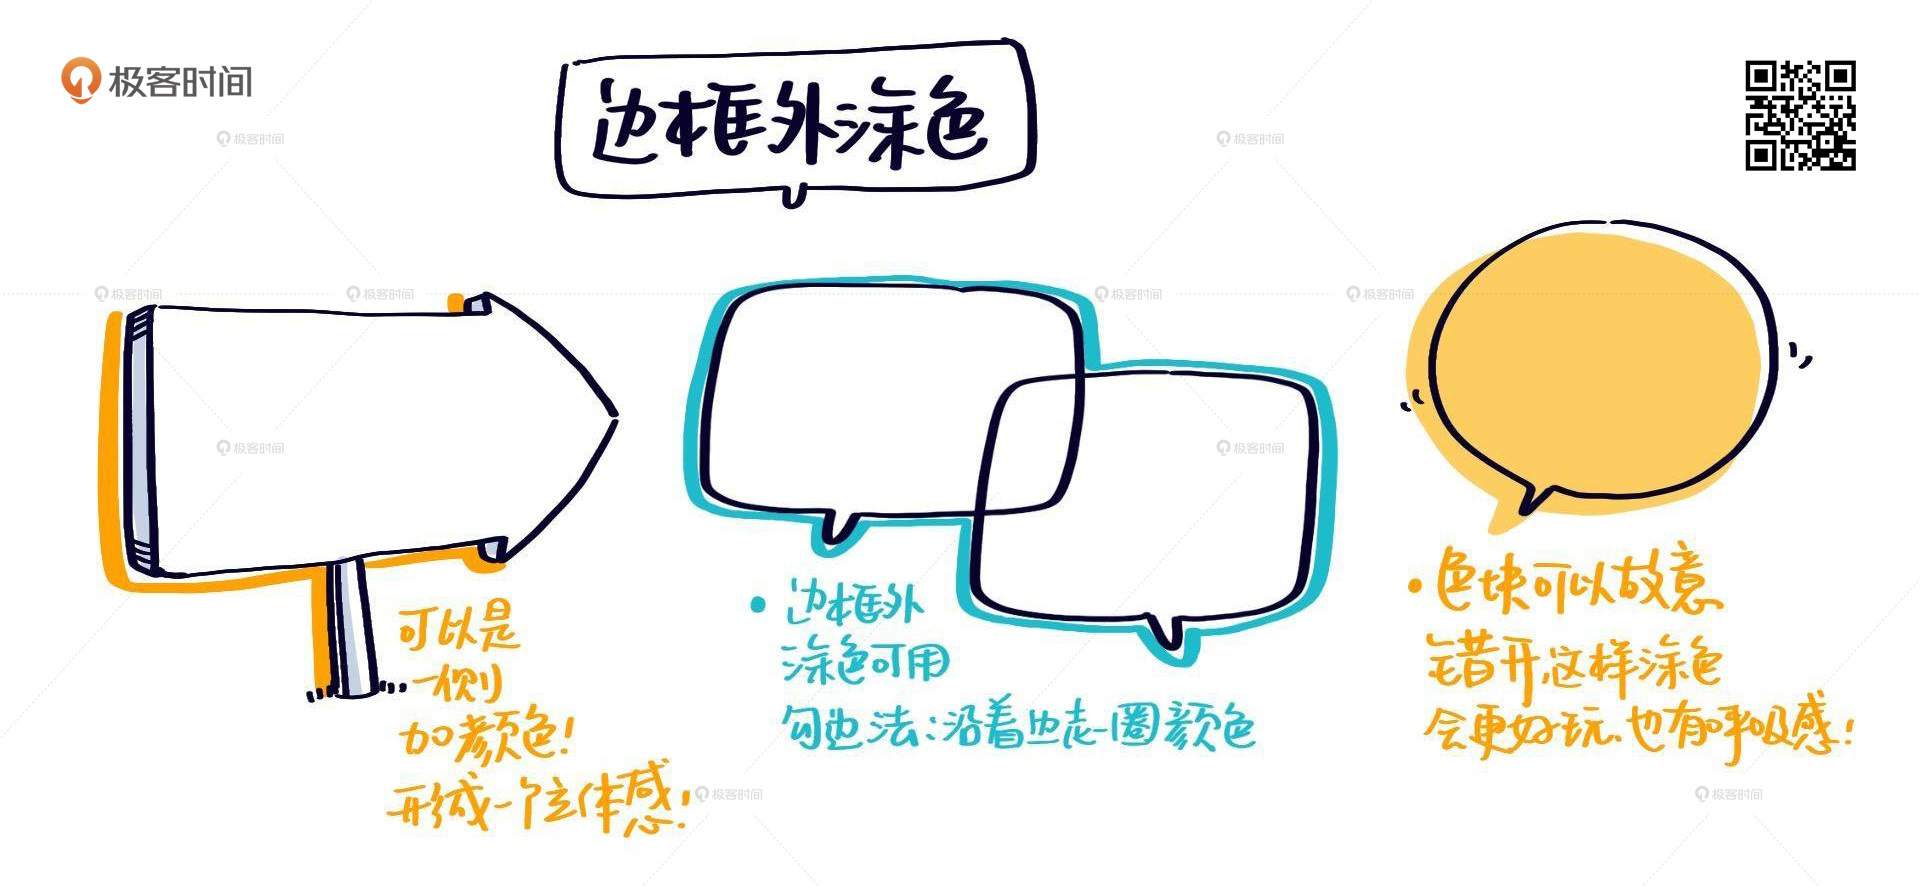 极客时间
边框外涂色
可以是
一侧
加颜色!
形成一个立体感!
• 边框外
涂色可用
勾边法:沿着边走一圈颜色
• 色块可以故意
错开,这样涂色
会更好玩、也有呼吸感!